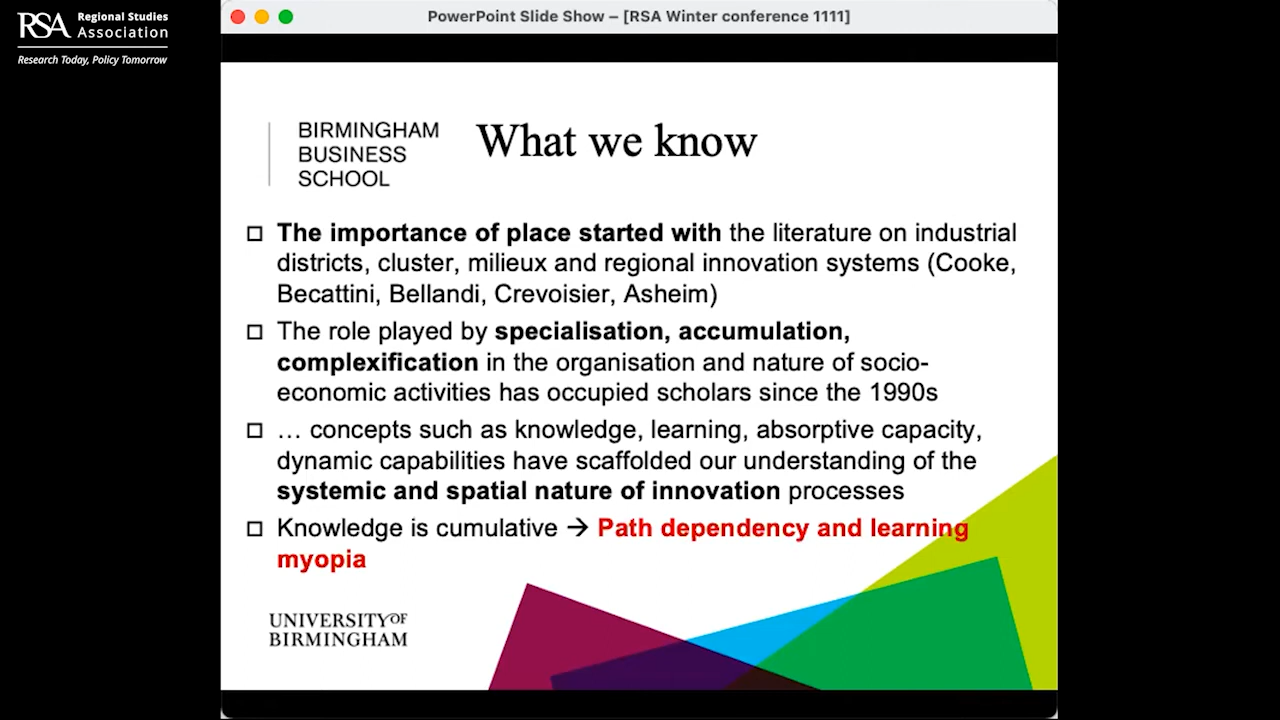 RSA Regional Studies
Association
Research Today, Policy Tomorrow
PowerPoint Slide Show – [RSA Winter conference 1111]
BIRMINGHAM
BUSINESS
SCHOOL
What we know
The importance of place started with the literature on industrial
districts, cluster, milieux and regional innovation systems (Cooke,
Becattini, Bellandi, Crevoisier, Asheim)
The role played by specialisation, accumulation,
complexification in the organisation and nature of socio-
economic activities has occupied scholars since the 1990s
… concepts such as knowledge, learning, absorptive capacity,
dynamic capabilities have scaffolded our understanding of the
systemic and spatial nature of innovation processes
Knowledge is cumulative → Path dependency and learning
myopia
UNIVERSITY OF
BIRMINGHAM